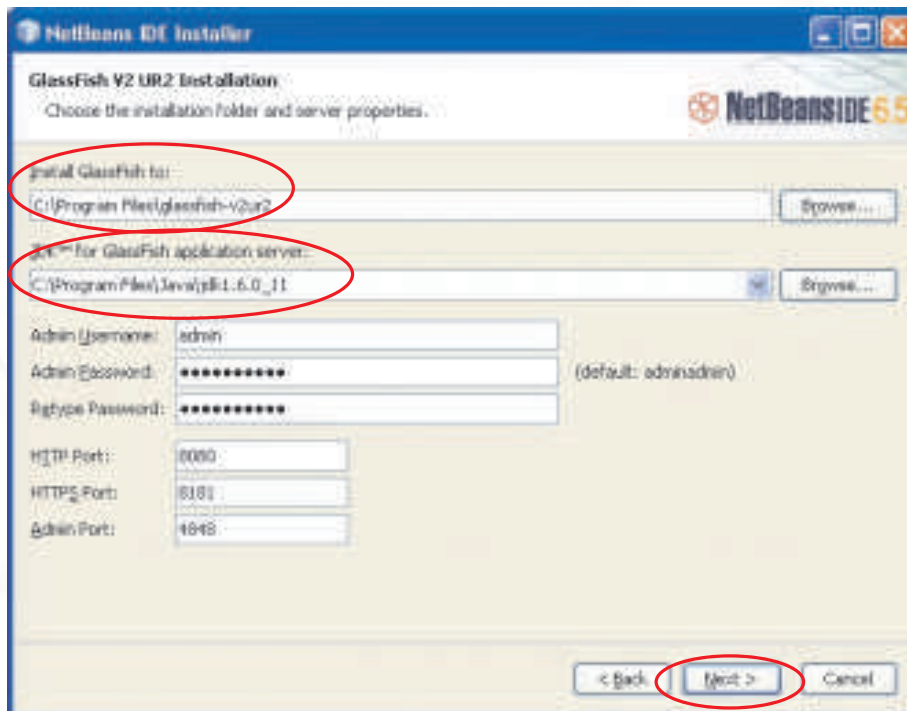 NetBeans IDE Installer
GlassFish V2 UR2 Installation
Choose the installation folder and server properties.
NetBeans IDE 6.5
Install GlassFish to:
C:\Program Files\glassfish-v2ur2
Browse...
JDK™ for GlassFish application server:
C:\Program Files\Java\jdk1.6.0_11
Browse...
Admin Username: admin
Admin Password: ●●●●●●●●●● (default: adminadmin)
Retype Password: ●●●●●●●●●●
HTTP Port: 8080
HTTPS Port: 8181
Admin Port: 4848
< Back Next > Cancel